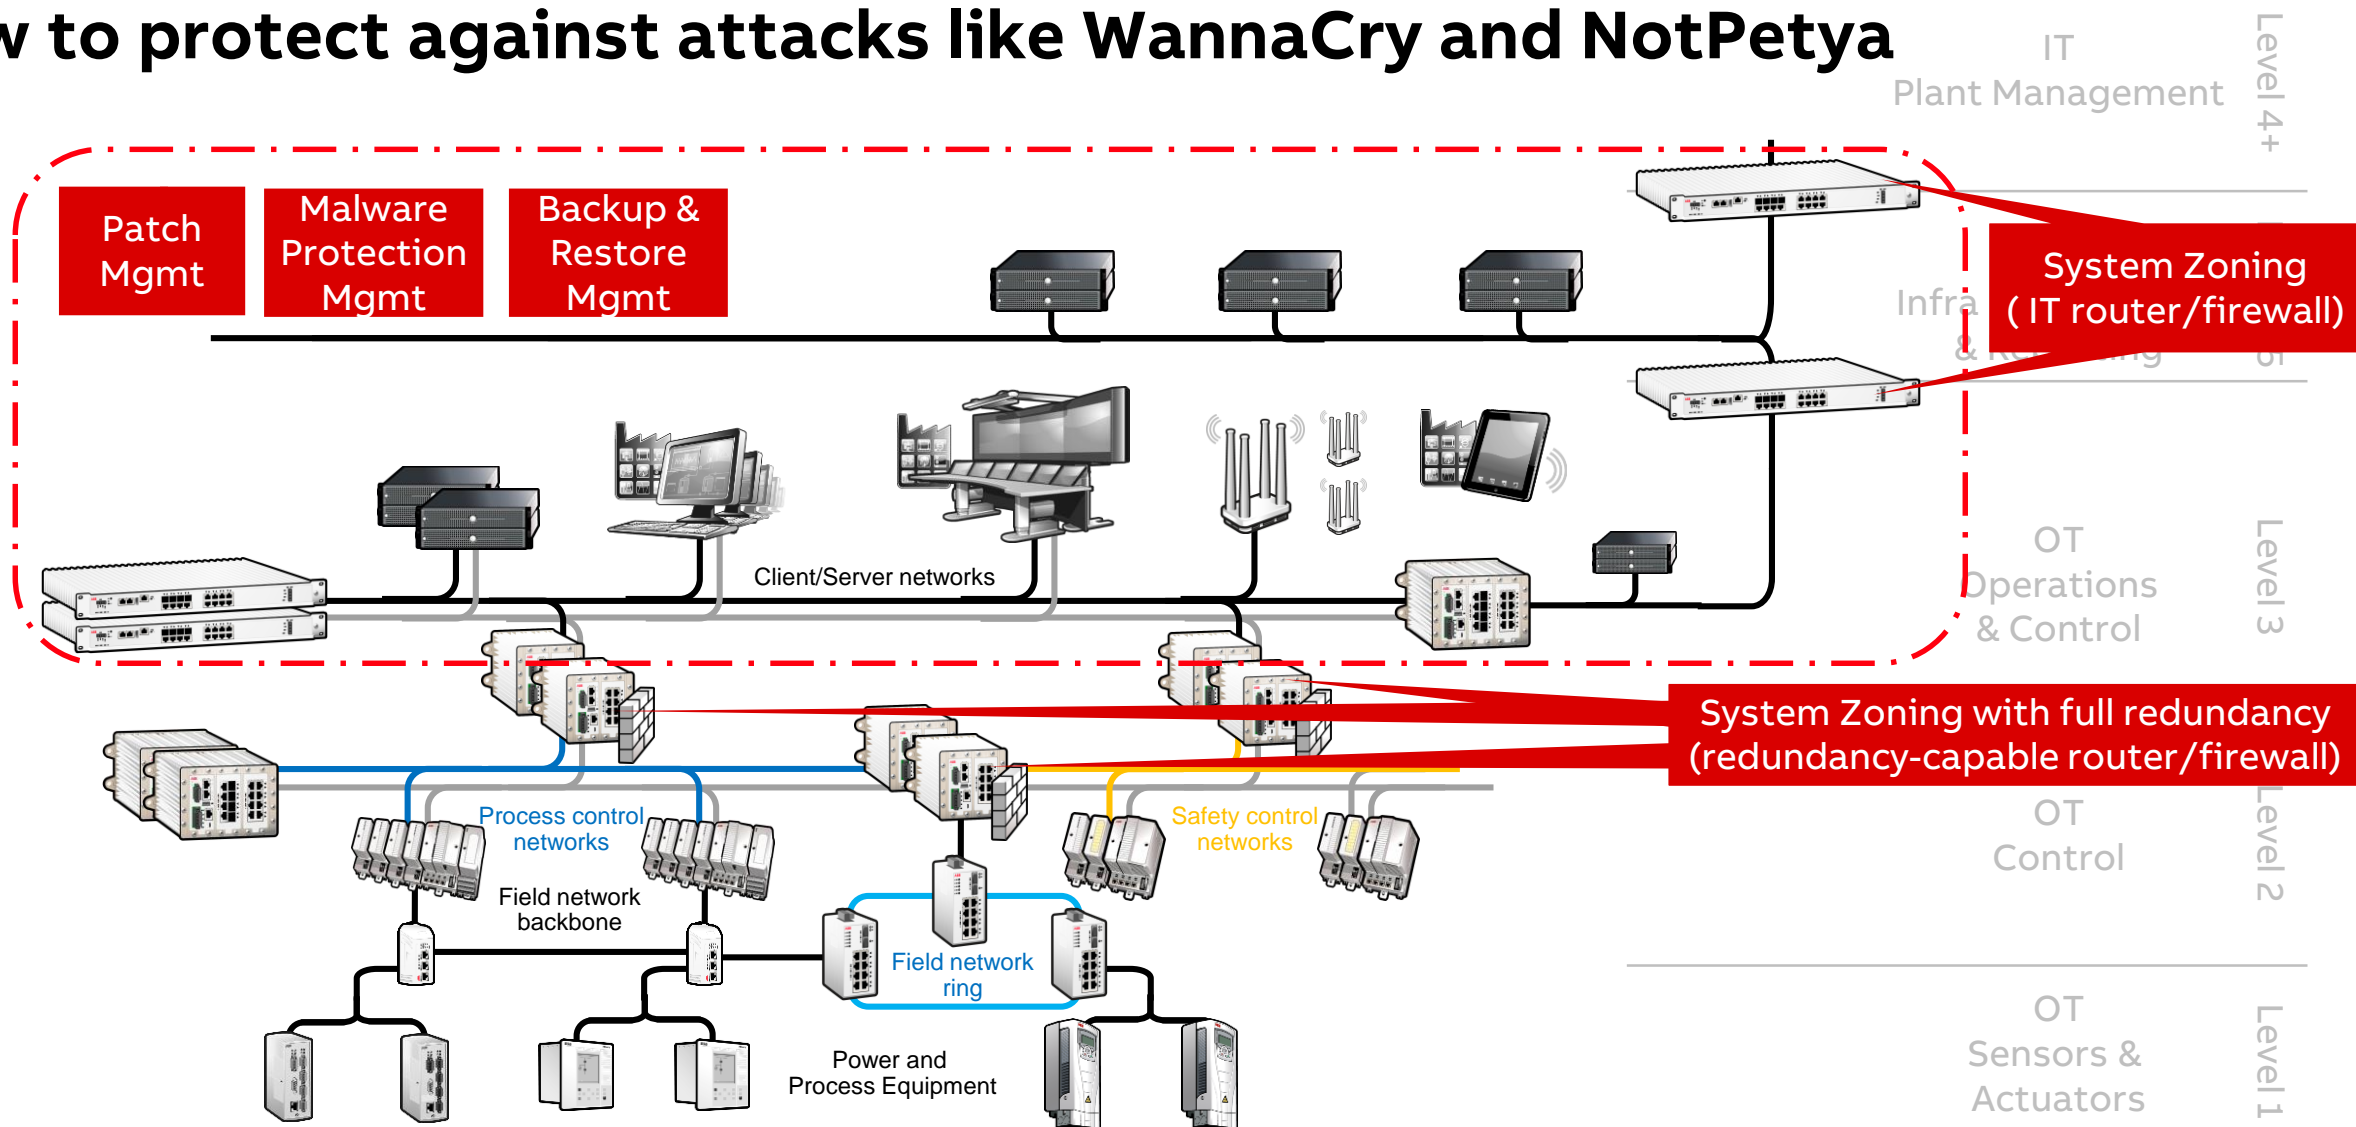 w to protect against attacks like WannaCry and NotPetya
IT
Plant Management
Level 4+
Patch
Mgmt
Malware
Protection
Mgmt
Backup &
Restore
Mgmt
System Zoning
( IT router/firewall)
Infra
&
5
Client/Server networks
OT
Operations
& Control
Level 3
System Zoning with full redundancy
(redundancy-capable router/firewall)
Process control
networks
Safety control
networks
OT
Control
Level 2
Field network
backbone
Field network
ring
Power and
Process Equipment
OT
Sensors &
Actuators
Level 1